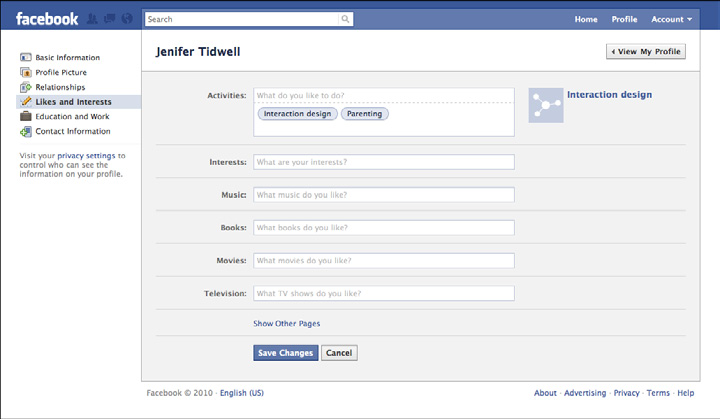 facebook
Search
Home Profile Account
Basic Information
Profile Picture
Relationships
Likes and Interests
Education and Work
Contact Information
Visit your privacy settings to
control who can see the
information on your profile.
Jenifer Tidwell
View My Profile
Activities: What do you like to do?
Interaction design Parenting
Interaction design
Interests: What are your interests?
Music: What music do you like?
Books: What books do you like?
Movies: What movies do you like?
Television: What TV shows do you like?
Show Other Pages
Save Changes Cancel
Facebook © 2010 · English (US)
About · Advertising · Privacy · Terms · Help